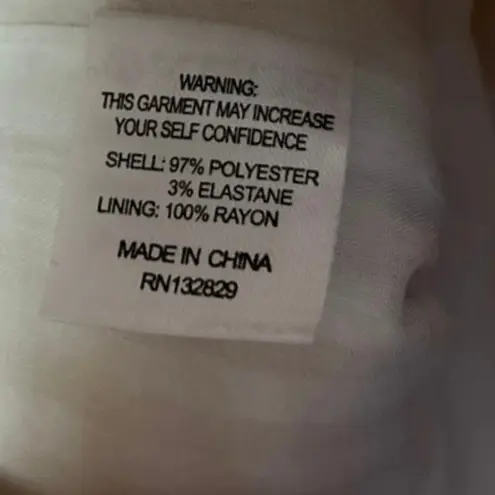 WARNING:
THIS GARMENT MAY INCREASE
YOUR SELF CONFIDENCE
SHELL: 97% POLYESTER
3% ELASTANE
LINING: 100% RAYON
MADE IN CHINA
RN132829